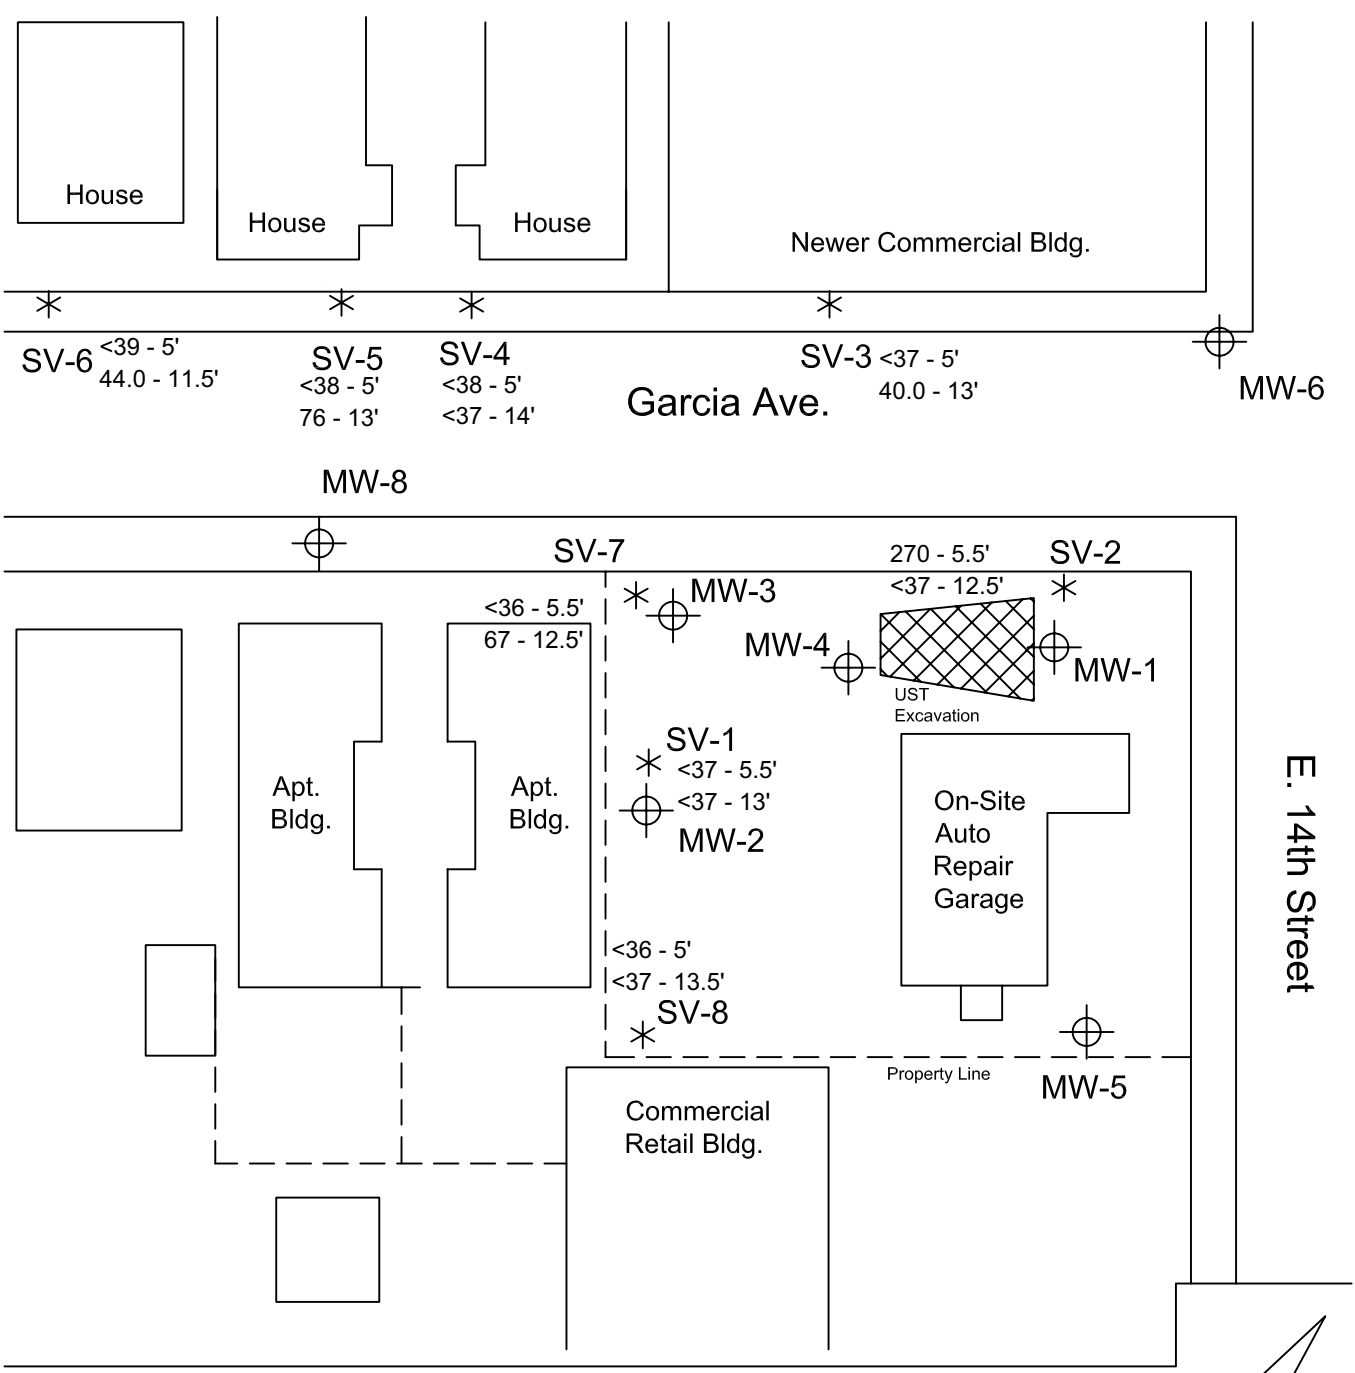 House
House
House
Newer Commercial Bldg.
SV-6
<39 - 5'
44.0 - 11.5'
SV-5
<38 - 5'
76 - 13'
SV-4
<38 - 5'
<37 - 14'
SV-3
<37 - 5'
40.0 - 13'
MW-6
Garcia Ave.
MW-8
SV-7
<36 - 5.5'
67 - 12.5'
MW-3
270 - 5.5'
<37 - 12.5'
SV-2
MW-4
MW-1
UST
Excavation
SV-1
<37 - 5.5'
<37 - 13'
MW-2
Apt.
Bldg.
Apt.
Bldg.
On-Site
Auto
Repair
Garage
E. 14th Street
<36 - 5'
<37 - 13.5'
SV-8
Property Line
MW-5
Commercial
Retail Bldg.